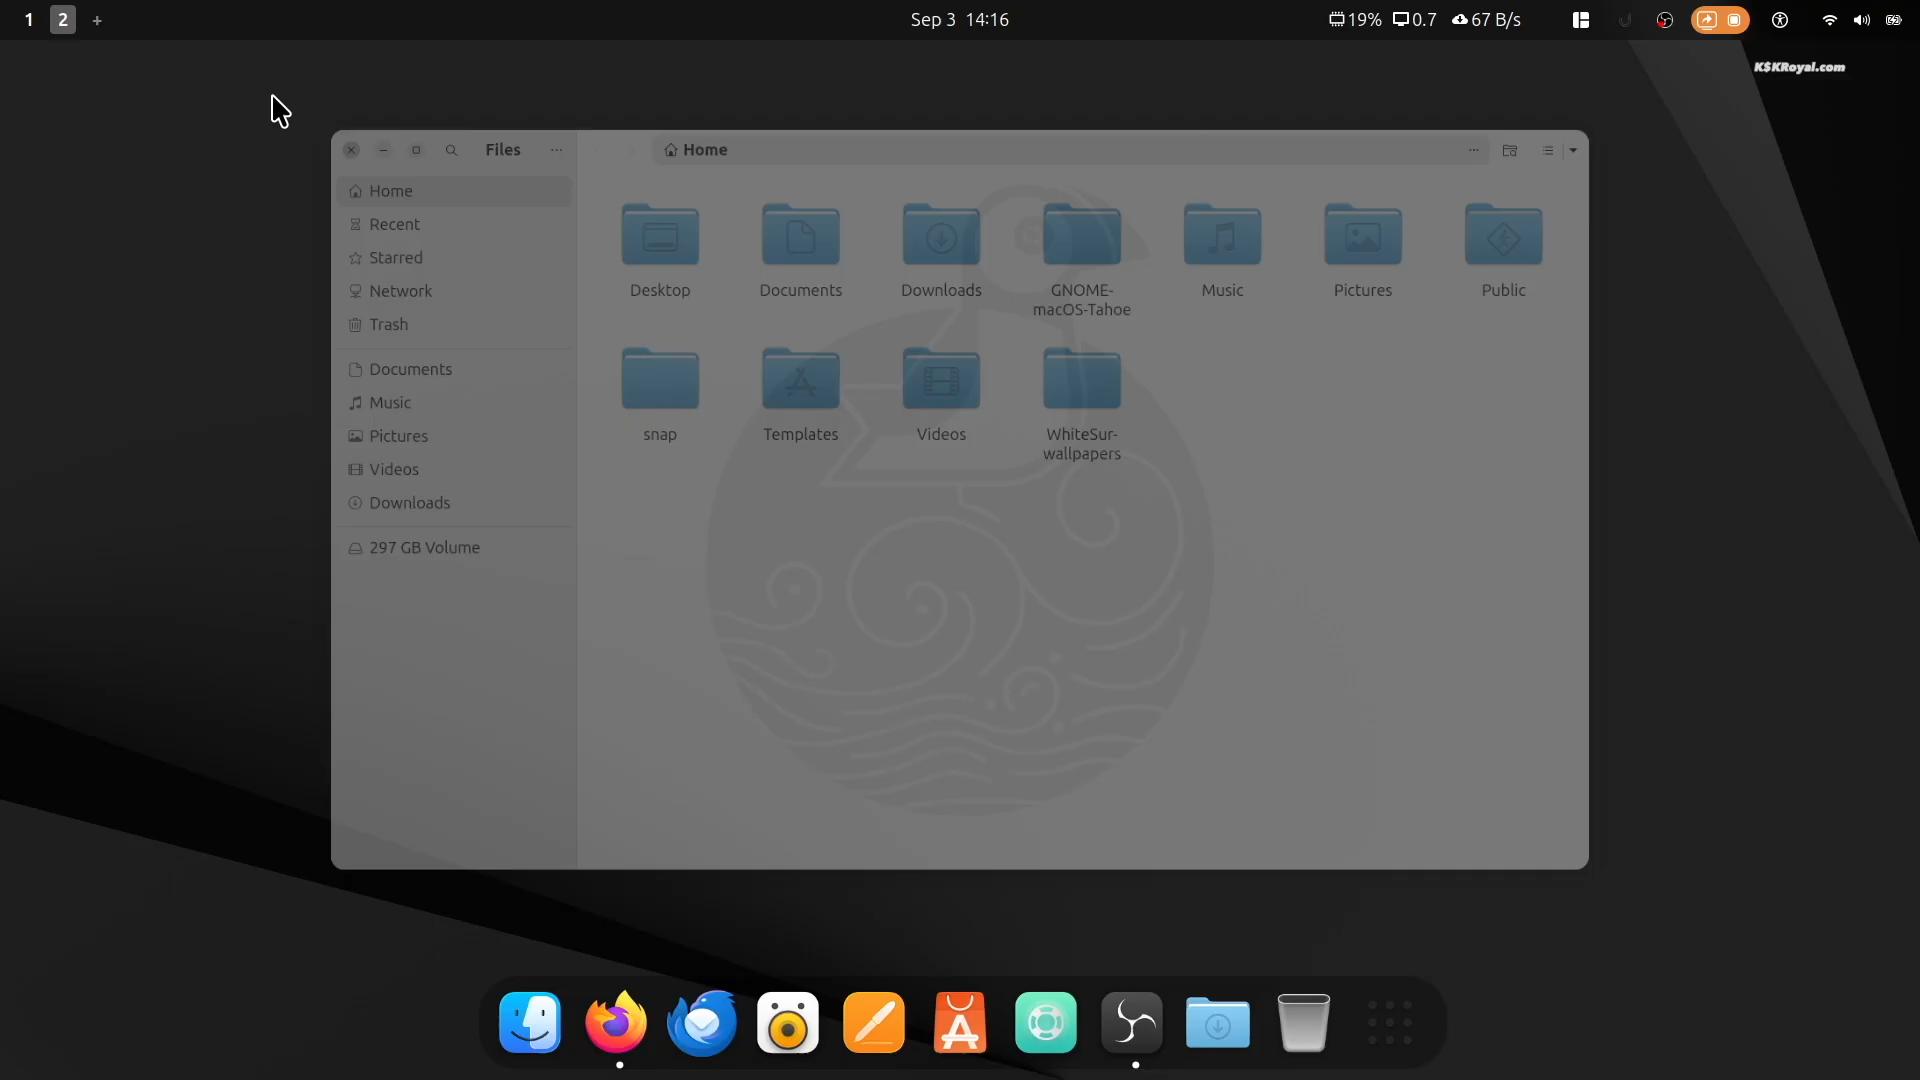 1 2 +
Sep 3 14:16
19% 0.7 67 B/s
K$KRoyal.com
Files
Home
Home
Recent
Starred
Network
Trash
Documents
Music
Pictures
Videos
Downloads
297 GB Volume
Desktop
Documents
Downloads
GNOME-
macOS-Tahoe
Music
Pictures
Public
snap
Templates
Videos
WhiteSur-
wallpapers